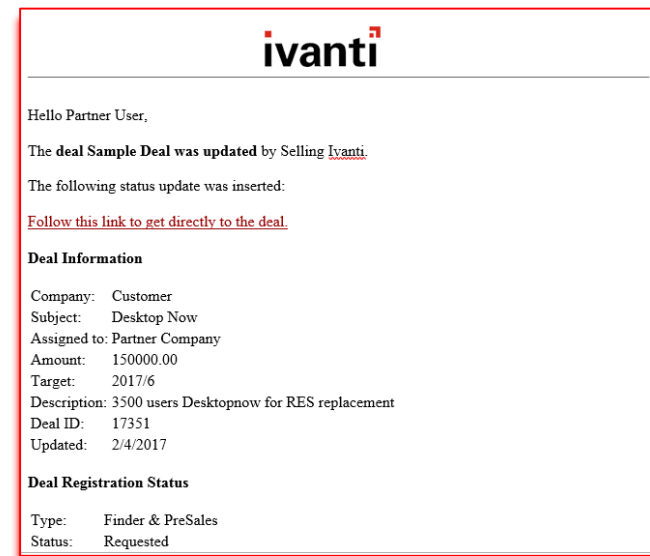 ivanti
Hello Partner User,
The deal Sample Deal was updated by Selling Ivanti.
The following status update was inserted:
Follow this link to get directly to the deal.
Deal Information
Company: Customer
Subject: Desktop Now
Assigned to: Partner Company
Amount: 150000.00
Target: 2017/6
Description: 3500 users Desktopnow for RES replacement
Deal ID: 17351
Updated: 2/4/2017
Deal Registration Status
Type: Finder & PreSales
Status: Requested